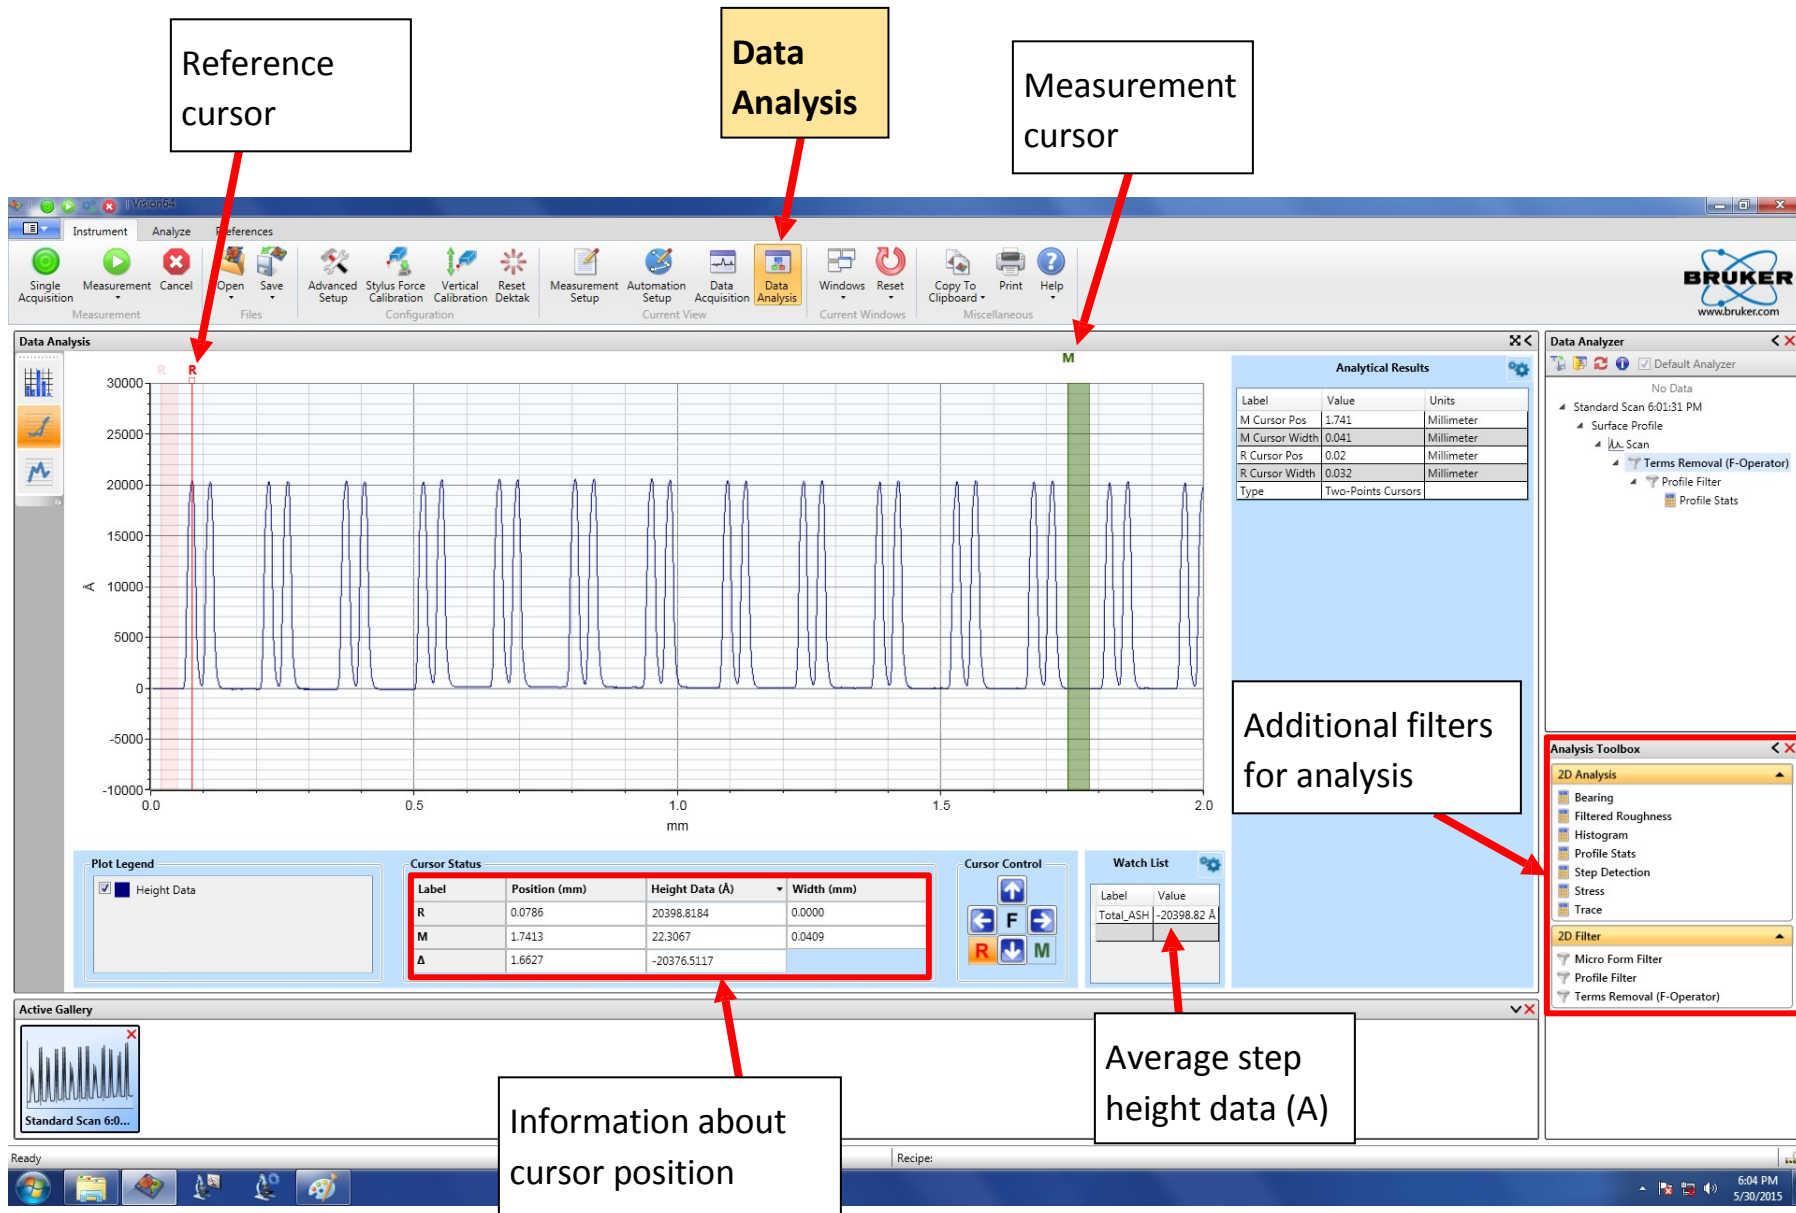 Reference
cursor
Data
Analysis
Measurement
cursor
Vision64
Instrument Analyze Preferences
Single
Acquisition
Measurement
Cancel
Open
Save
Advanced
Setup
Stylus Force
Calibration
Vertical
Calibration
Reset
Dektak
Measurement
Setup
Automation
Setup
Data
Acquisition
Data
Analysis
Windows
Reset
Copy To
Clipboard
Print
Help
Measurement
Files
Configuration
Current View
Current Windows
Miscellaneous
BRUKER
www.bruker.com
Data Analysis
R R M
30000
25000
20000
15000
10000
5000
0
-5000
-10000
Å
0.0 0.5 1.0 1.5 2.0
mm
Analytical Results
Label Value Units
M Cursor Pos 1.741 Millimeter
M Cursor Width 0.041 Millimeter
R Cursor Pos 0.02 Millimeter
R Cursor Width 0.032 Millimeter
Type Two-Points Cursors
Data Analyzer
Default Analyzer
No Data
Standard Scan 6:01:31 PM
Surface Profile
Scan
Terms Removal (F-Operator)
Profile Filter
Profile Stats
Additional filters
for analysis
Analysis Toolbox
2D Analysis
Bearing
Filtered Roughness
Histogram
Profile Stats
Step Detection
Stress
Trace
2D Filter
Micro Form Filter
Profile Filter
Terms Removal (F-Operator)
Plot Legend
Height Data
Cursor Status
Label Position (mm) Height Data (Å) Width (mm)
R 0.0786 20398.8184 0.0000
M 1.7413 22.3067 0.0409
Δ 1.6627 -20376.5117
Cursor Control
F
R M
Watch List
Label Value
Total_ASH -20398.82 Å
Active Gallery
Standard Scan 6:0...
Information about
cursor position
Average step
height data (A)
Ready
Recipe:
6:04 PM
5/30/2015